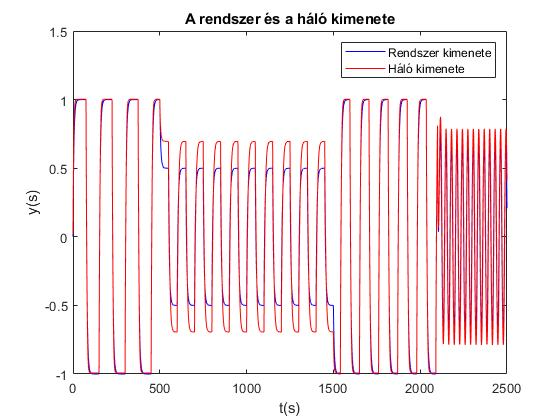 A rendszer és a háló kimenete
1.5
1
0.5
0
-0.5
-1
y(s)
Rendszer kimenete
Háló kimenete
0
500
1000
1500
2000
2500
t(s)